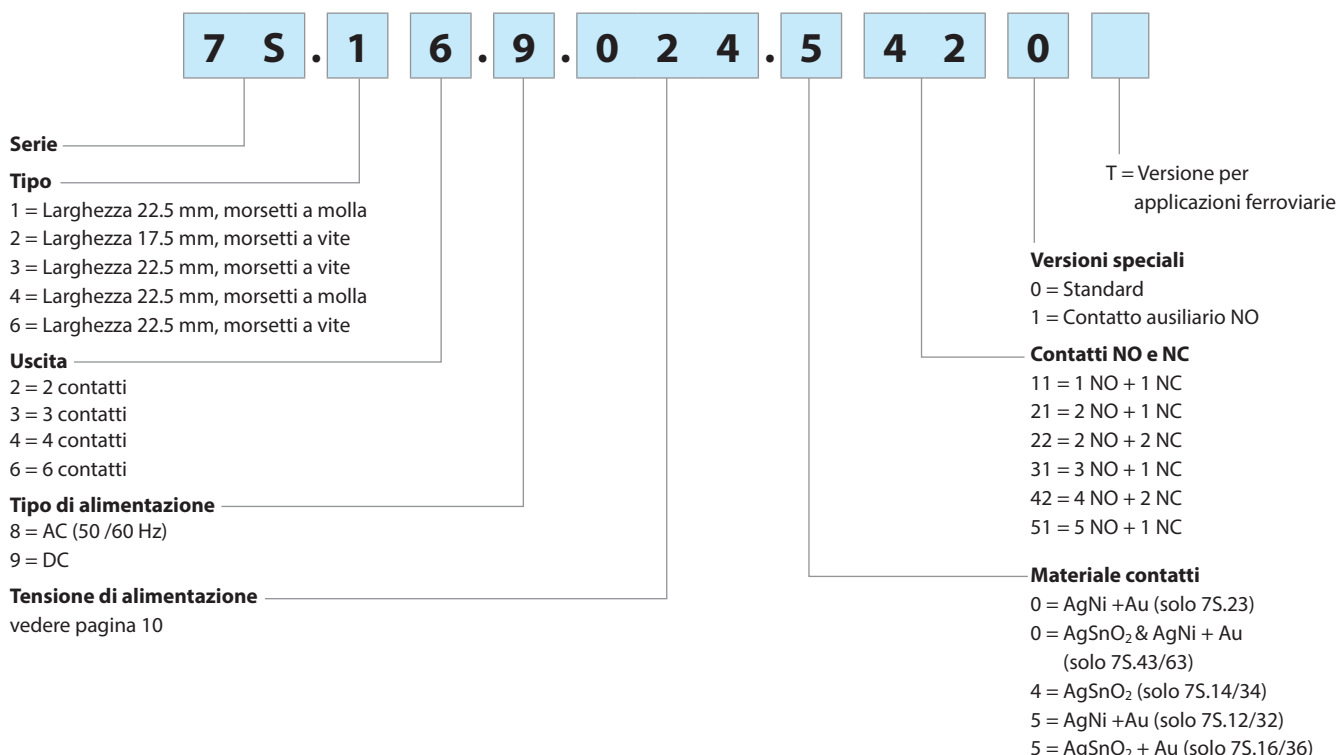 7 S . 1 6 . 9 . 0 2 4 . 5 4 2 0
Serie
Tipo
1 = Larghezza 22.5 mm, morsetti a molla
2 = Larghezza 17.5 mm, morsetti a vite
3 = Larghezza 22.5 mm, morsetti a vite
4 = Larghezza 22.5 mm, morsetti a molla
6 = Larghezza 22.5 mm, morsetti a vite
Uscita
2 = 2 contatti
3 = 3 contatti
4 = 4 contatti
6 = 6 contatti
Tipo di alimentazione
8 = AC (50 /60 Hz)
9 = DC
Tensione di alimentazione
vedere pagina 10
T = Versione per
applicazioni ferroviarie
Versioni speciali
0 = Standard
1 = Contatto ausiliario NO
Contatti NO e NC
11 = 1 NO + 1 NC
21 = 2 NO + 1 NC
22 = 2 NO + 2 NC
31 = 3 NO + 1 NC
42 = 4 NO + 2 NC
51 = 5 NO + 1 NC
Materiale contatti
0 = AgNi +Au (solo 7S.23)
0 = AgSnO₂ & AgNi + Au
(solo 7S.43/63)
4 = AgSnO₂ (solo 7S.14/34)
5 = AgNi +Au (solo 7S.12/32)
5 = AgSnO₂ + Au (solo 7S.16/36)